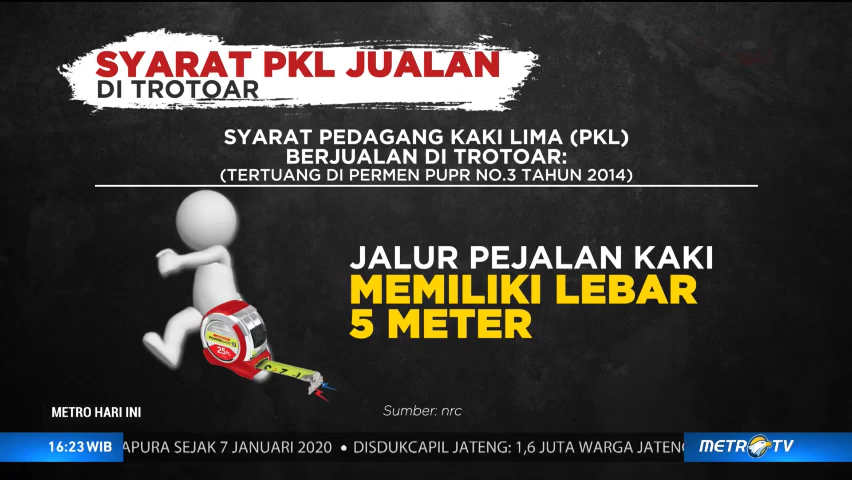 SYARAT PKL JUALAN
DI TROTOAR
SYARAT PEDAGANG KAKI LIMA (PKL)
BERJUALAN DI TROTOAR:
(TERTUANG DI PERMEN PUPR NO.3 TAHUN 2014)
JALUR PEJALAN KAKI
MEMILIKI LEBAR
5 METER
25ft
METRO HARI INI
Sumber: nrc
16:23 WIB
APURA SEJAK 7 JANUARI 2020 • DISDUKCAPIL JATENG: 1,6 JUTA WARGA JATENG
METRO TV